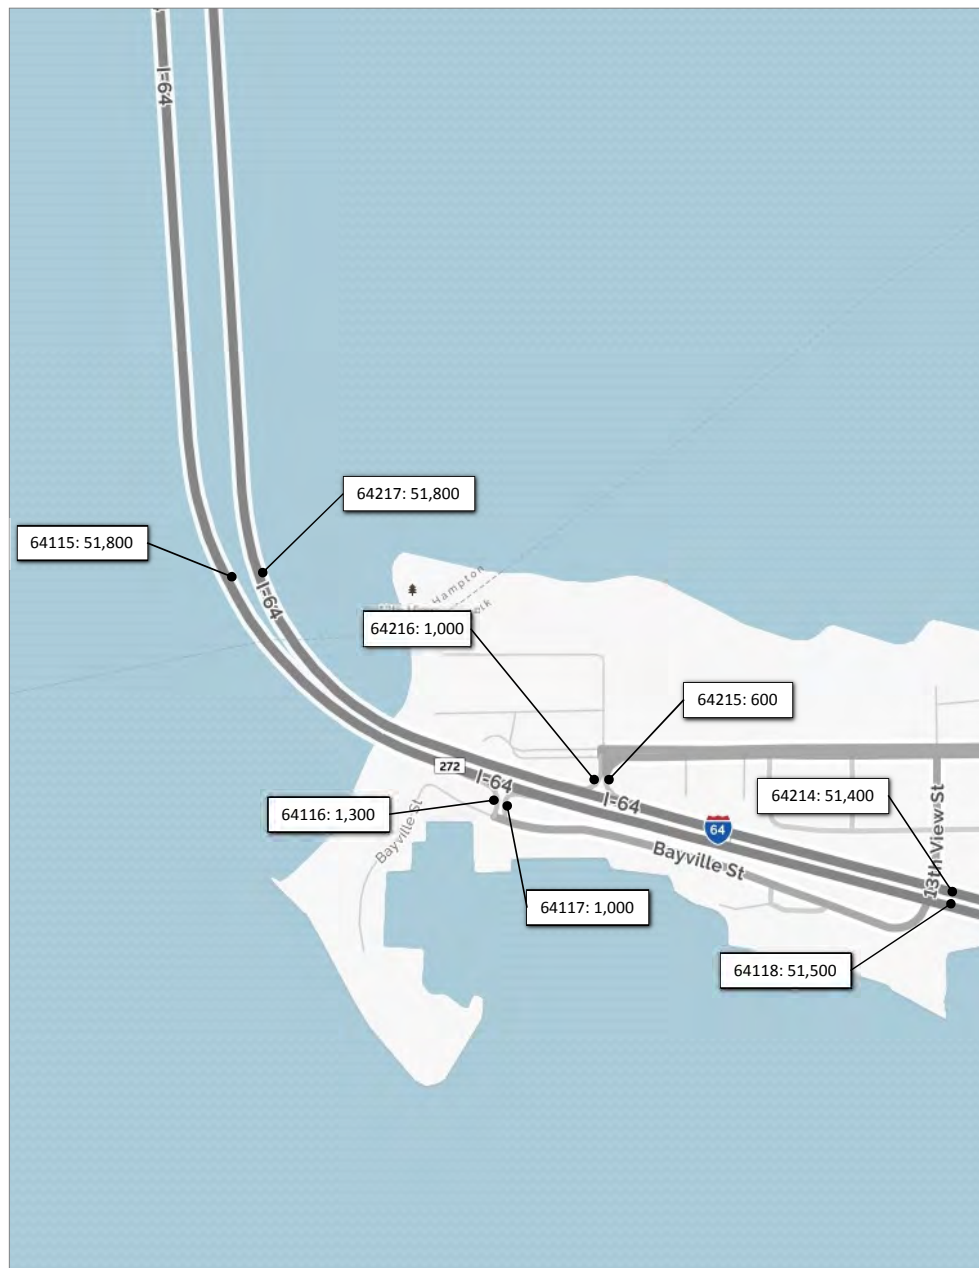 I-64
64217: 51,800
64115: 51,800
I-64
Hampton
64216: 1,000
64215: 600
272
I-64
I-64
64214: 51,400
64116: 1,300
64
Bayville St
Bayville St
13th View St
64117: 1,000
64118: 51,500